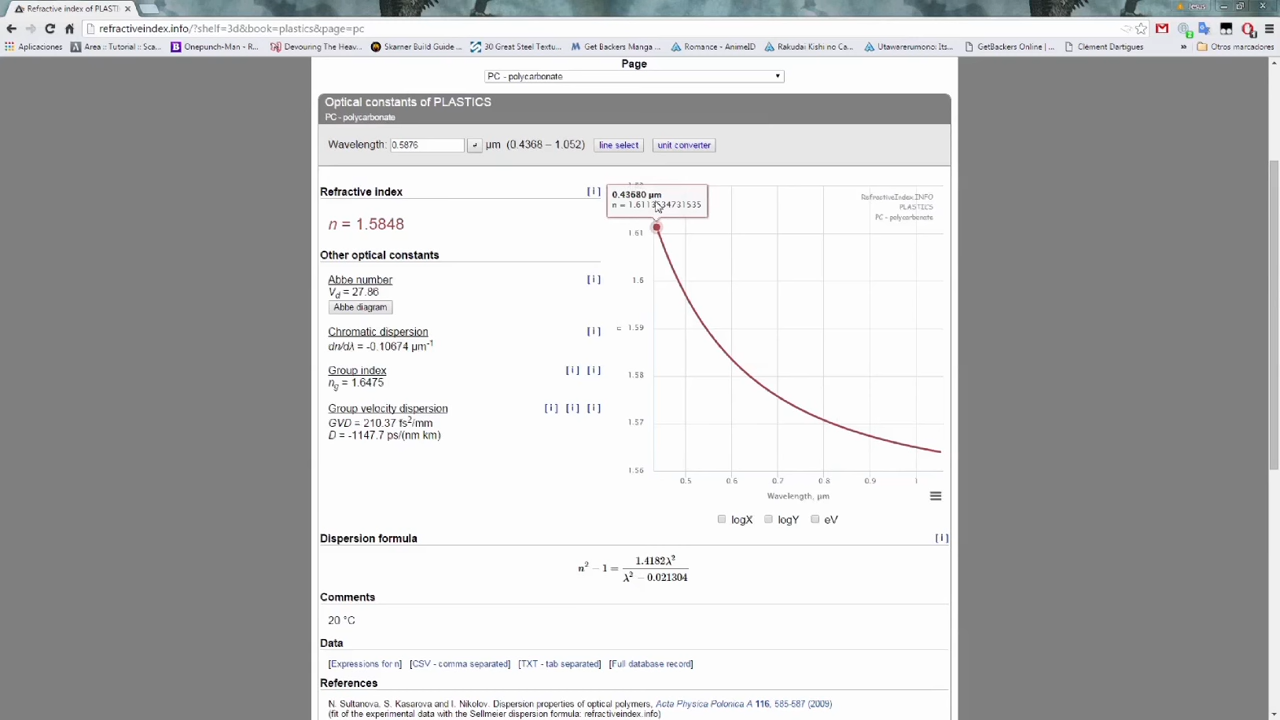 Refractive index of PLASTI
Jesus
refractiveindex.info/?shelf=3d&book=plastics&page=pc
Aplicaciones
Area :: Tutorial :: Sca...
Onepunch-Man - R...
Devouring The Heav...
Skarner Build Guide ...
30 Great Steel Textu...
Get Backers Manga ...
Romance - AnimeID
Rakudai Kishi no Ca...
Utawarerumono: Its...
GetBackers Online |...
Clément Dartigues
»
Otros marcadores
Page
PC - polycarbonate
Optical constants of PLASTICS
PC - polycarbonate
Wavelength: 0.5876 µm (0.4368 – 1.052) line select unit converter
Refractive index [ i ]
n = 1.5848
Other optical constants
Abbe number [ i ]
Vd = 27.86
Abbe diagram
Chromatic dispersion [ i ]
dn/dλ = -0.10674 µm-1
Group index [ i ] [ i ]
ng = 1.6475
Group velocity dispersion [ i ] [ i ] [ i ]
GVD = 210.37 fs2/mm
D = -1147.7 ps/(nm km)
0.43680 µm
RefractiveIndex.INFO
PLASTICS
PC - polycarbonate
n
1.61
1.6
1.59
1.58
1.57
1.56
0.5 0.6 0.7 0.8 0.9 1
Wavelength, µm
logX logY eV
Dispersion formula [ i ]
n² − 1 = 1.4182λ² / λ² − 0.021304
Comments
20 °C
Data
[Expressions for n] [CSV - comma separated] [TXT - tab separated] [Full database record]
References
N. Sultanova, S. Kasarova and I. Nikolov. Dispersion properties of optical polymers, Acta Physica Polonica A 116, 585-587 (2009)
(fit of the experimental data with the Sellmeier dispersion formula: refractiveindex.info)